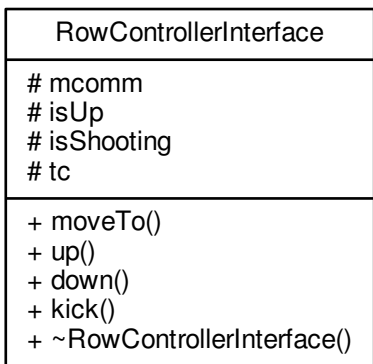 RowControllerInterface
# mcomm
# isUp
# isShooting
# tc
+ moveTo()
+ up()
+ down()
+ kick()
+ ~RowControllerInterface()